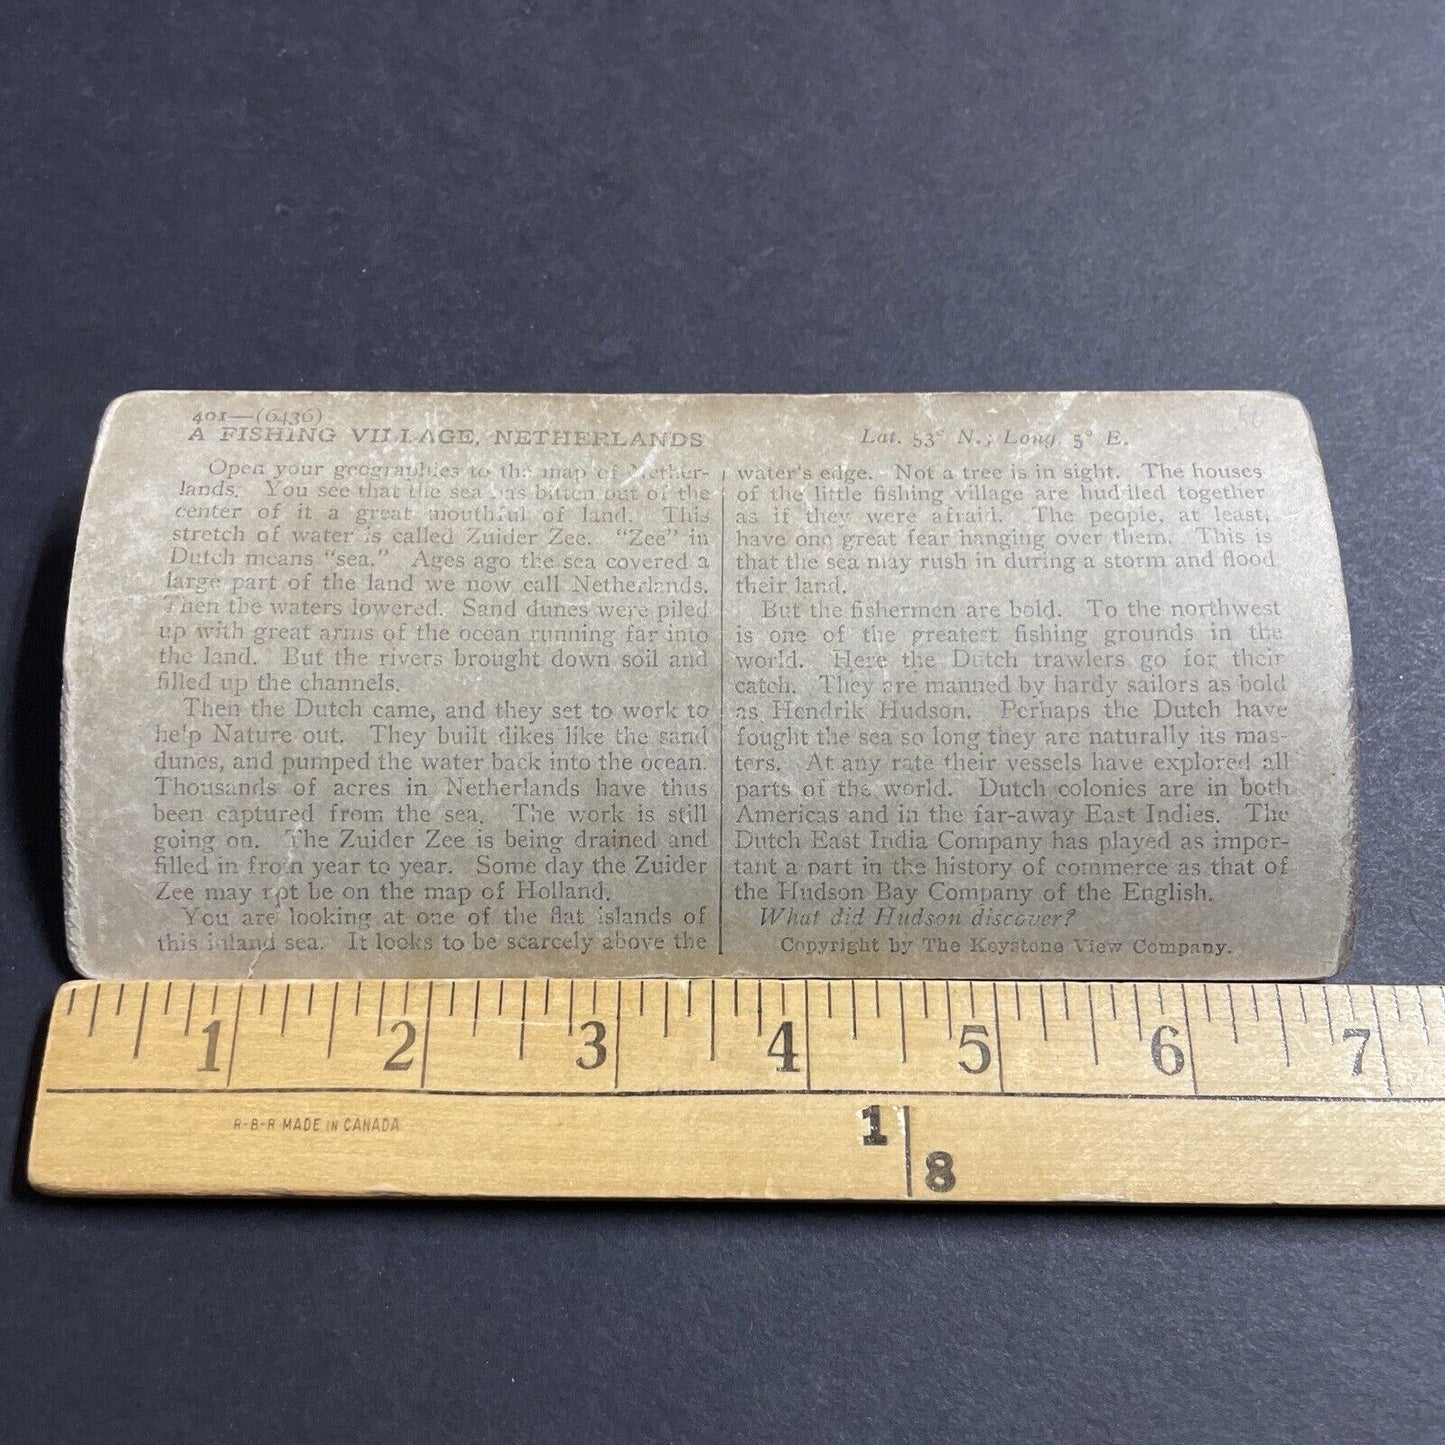 401—(6436)
A FISHING VILLAGE, NETHERLANDS
Lat. 53° N.; Long. 5° E.
Open your geographies to the map of Nether-
lands. You see that the sea has bitten out of the
center of it a great mouthful of land. This
stretch of water is called Zuider Zee. "Zee" in
Dutch means "sea." Ages ago the sea covered a
large part of the land we now call Netherlands.
Then the waters lowered. Sand dunes were piled
up with great arms of the ocean running far into
the land. But the rivers brought down soil and
filled up the channels.
Then the Dutch came, and they set to work to
help Nature out. They built dikes like the sand
dunes, and pumped the water back into the ocean.
Thousands of acres in Netherlands have thus
been captured from the sea. The work is still
going on. The Zuider Zee is being drained and
filled in from year to year. Some day the Zuider
Zee may not be on the map of Holland.
You are looking at one of the flat islands of
this inland sea. It looks to be scarcely above the
water's edge. Not a tree is in sight. The houses
of the little fishing village are huddled together
as if they were afraid. The people, at least,
have one great fear hanging over them. This is
that the sea may rush in during a storm and flood
their land.
But the fishermen are bold. To the northwest
is one of the greatest fishing grounds in the
world. Here the Dutch trawlers go for their
catch. They are manned by hardy sailors as bold
as Hendrik Hudson. Perhaps the Dutch have
fought the sea so long they are naturally its mas-
ters. At any rate their vessels have explored all
parts of the world. Dutch colonies are in both
Americas and in the far-away East Indies. The
Dutch East India Company has played as impor-
tant a part in the history of commerce as that of
the Hudson Bay Company of the English.
What did Hudson discover?
Copyright by The Keystone View Company.
1 2 3 4 5 6 7
R-B-R MADE IN CANADA
1
8